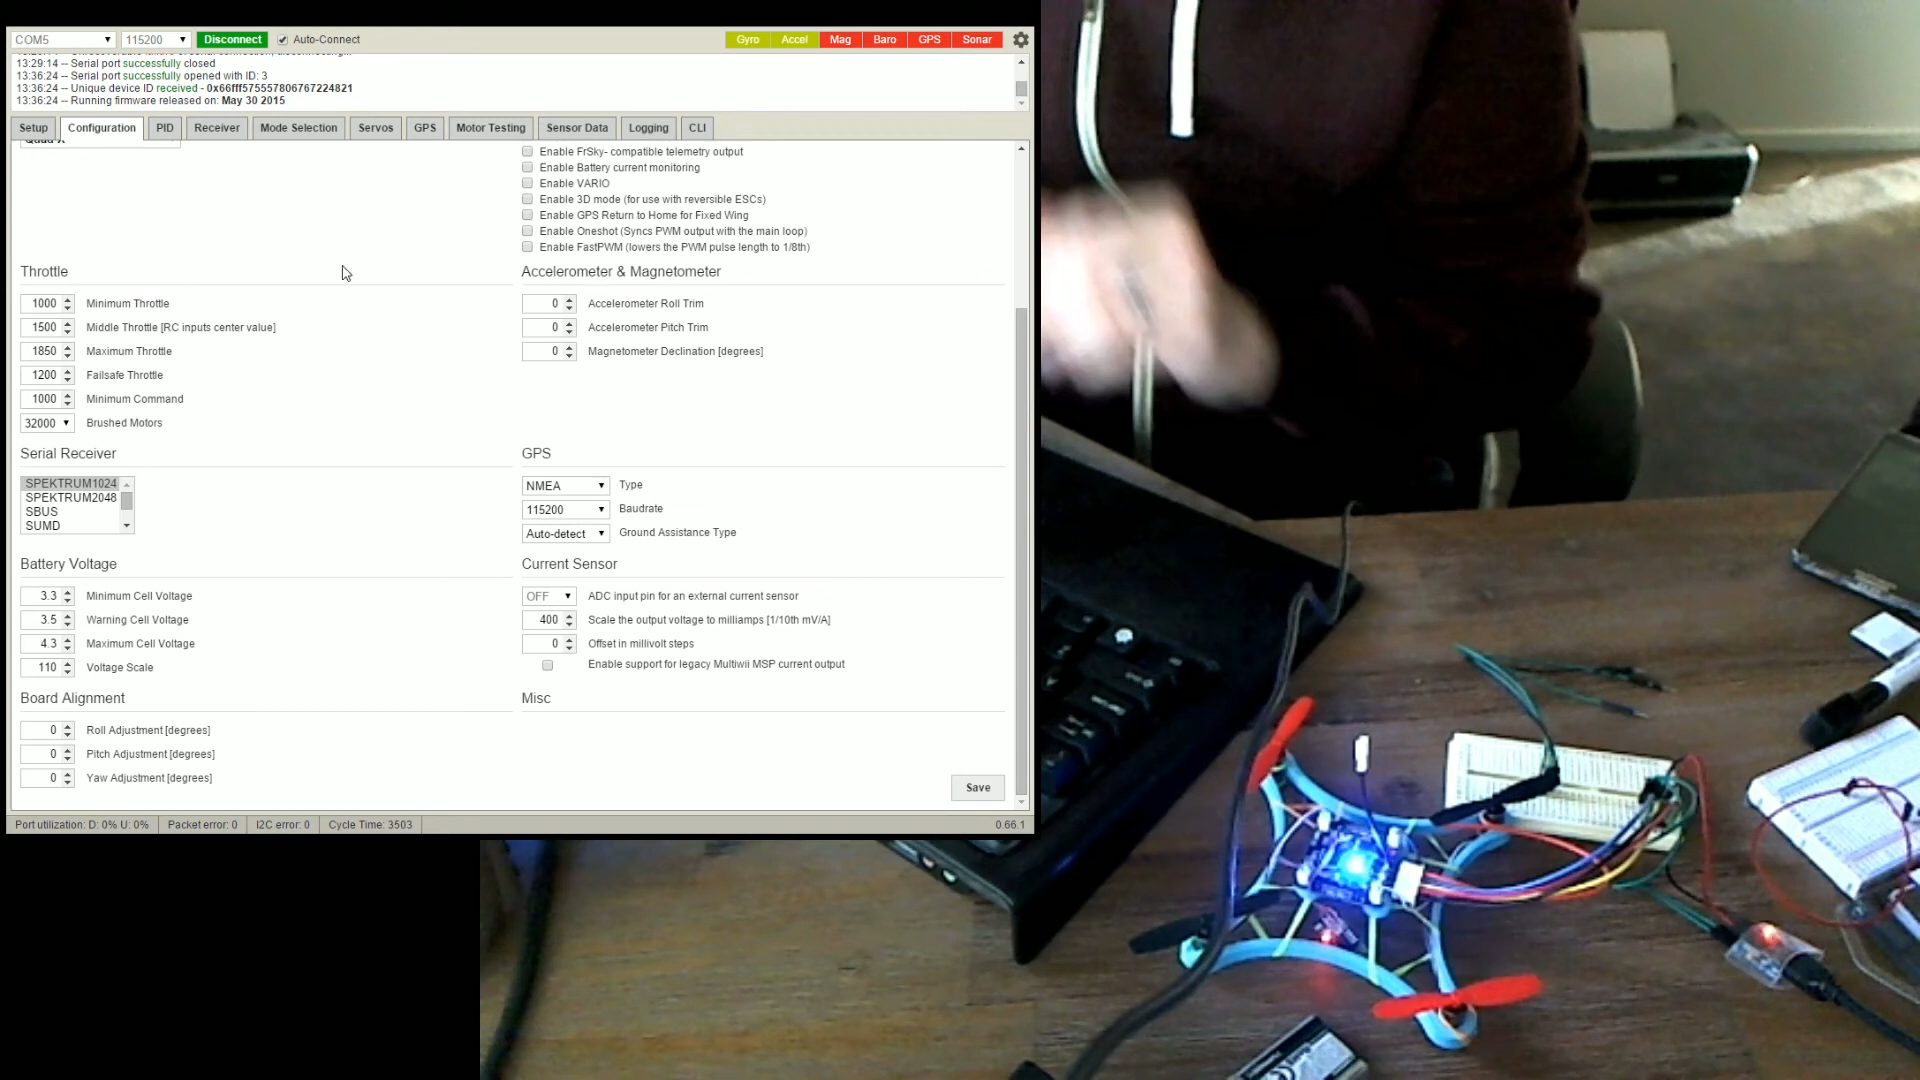 COM5 115200 Disconnect Auto-Connect Gyro Accel Mag Baro GPS Sonar
13:29:14 -- Serial port successfully closed
13:36:24 -- Serial port successfully opened with ID: 3
13:36:24 -- Unique device ID received - 0x66fff575557806767224821
13:36:24 -- Running firmware released on: May 30 2015
Setup Configuration PID Receiver Mode Selection Servos GPS Motor Testing Sensor Data Logging CLI
Quad X
Enable FrSky- compatible telemetry output
Enable Battery current monitoring
Enable VARIO
Enable 3D mode (for use with reversible ESCs)
Enable GPS Return to Home for Fixed Wing
Enable Oneshot (Syncs PWM output with the main loop)
Enable FastPWM (lowers the PWM pulse length to 1/8th)
Throttle
1000 Minimum Throttle
1500 Middle Throttle [RC inputs center value]
1850 Maximum Throttle
1200 Failsafe Throttle
1000 Minimum Command
32000 Brushed Motors
Accelerometer & Magnetometer
0 Accelerometer Roll Trim
0 Accelerometer Pitch Trim
0 Magnetometer Declination [degrees]
Serial Receiver
SPEKTRUM1024
SPEKTRUM2048
SBUS
SUMD
GPS
NMEA Type
115200 Baudrate
Auto-detect Ground Assistance Type
Battery Voltage
3.3 Minimum Cell Voltage
3.5 Warning Cell Voltage
4.3 Maximum Cell Voltage
110 Voltage Scale
Current Sensor
OFF ADC input pin for an external current sensor
400 Scale the output voltage to milliamps [1/10th mV/A]
0 Offset in millivolt steps
Enable support for legacy Multiwii MSP current output
Board Alignment
0 Roll Adjustment [degrees]
0 Pitch Adjustment [degrees]
0 Yaw Adjustment [degrees]
Misc
Save
Port utilization: D: 0% U: 0% Packet error: 0 I2C error: 0 Cycle Time: 3503 0.66.1